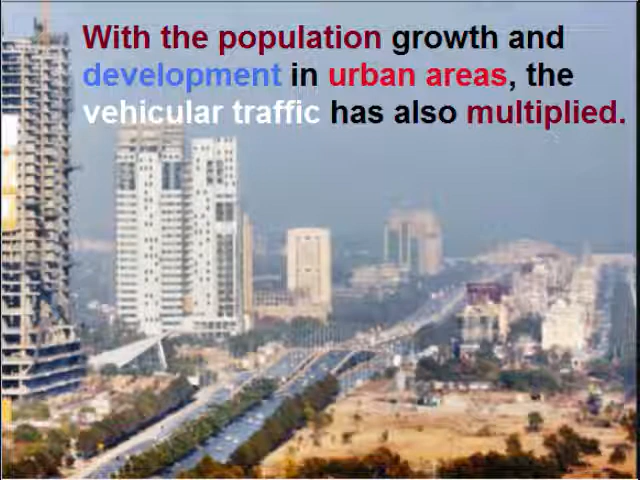 With the population growth and
development in urban areas, the
vehicular traffic has also multiplied.